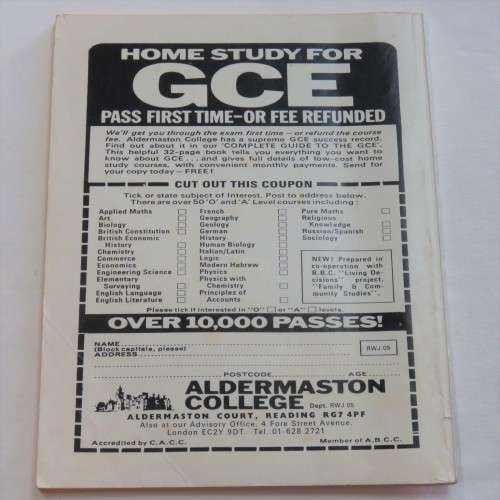 HOME STUDY FOR
GCE
PASS FIRST TIME-OR FEE REFUNDED
We'll get you through the exam first time - or refund the course
fee. Aldermaston College has a supreme GCE success record.
Find out about it in our 'COMPLETE GUIDE TO THE GCE'.
This helpful 32-page book tells you everything you want to
know about GCE... and gives full details of low-cost home
study courses, with convenient monthly payments. Send for
your copy today - FREE!
CUT OUT THIS COUPON
Tick or state subject of interest. Post to address below.
There are over 50 'O' and 'A' Level courses including:
Applied Maths
Art
Biology
British Constitution
British Economic
History
Chemistry
Commerce
Economics
Engineering Science
Elementary
Surveying
English Language
English Literature
French
Geography
Geology
German
History
Human Biology
Italian/Latin
Logic
Modern Hebrew
Physics
Physics with
Chemistry
Principles of
Accounts
Pure Maths
Religious
Knowledge
Russian/Spanish
Sociology
NEW! Prepared in
co-operation with
B.B.C. "Living De-
cisions" project,
"Family & Com-
munity Studies".
Please tick if interested in "O" or "A" levels.
OVER 10,000 PASSES!
NAME
(Block capitals, please)
ADDRESS
RWJ 05
POSTCODE AGE
ALDERMASTON
COLLEGE Dept. RWJ 05
ALDERMASTON COURT, READING RG7 4PF
Also at our Advisory Office, 4 Fore Street Avenue,
London EC2Y 9DT. Tel. 01-628 2721
Accredited by C.A.C.C. Member of A.B.C.C.